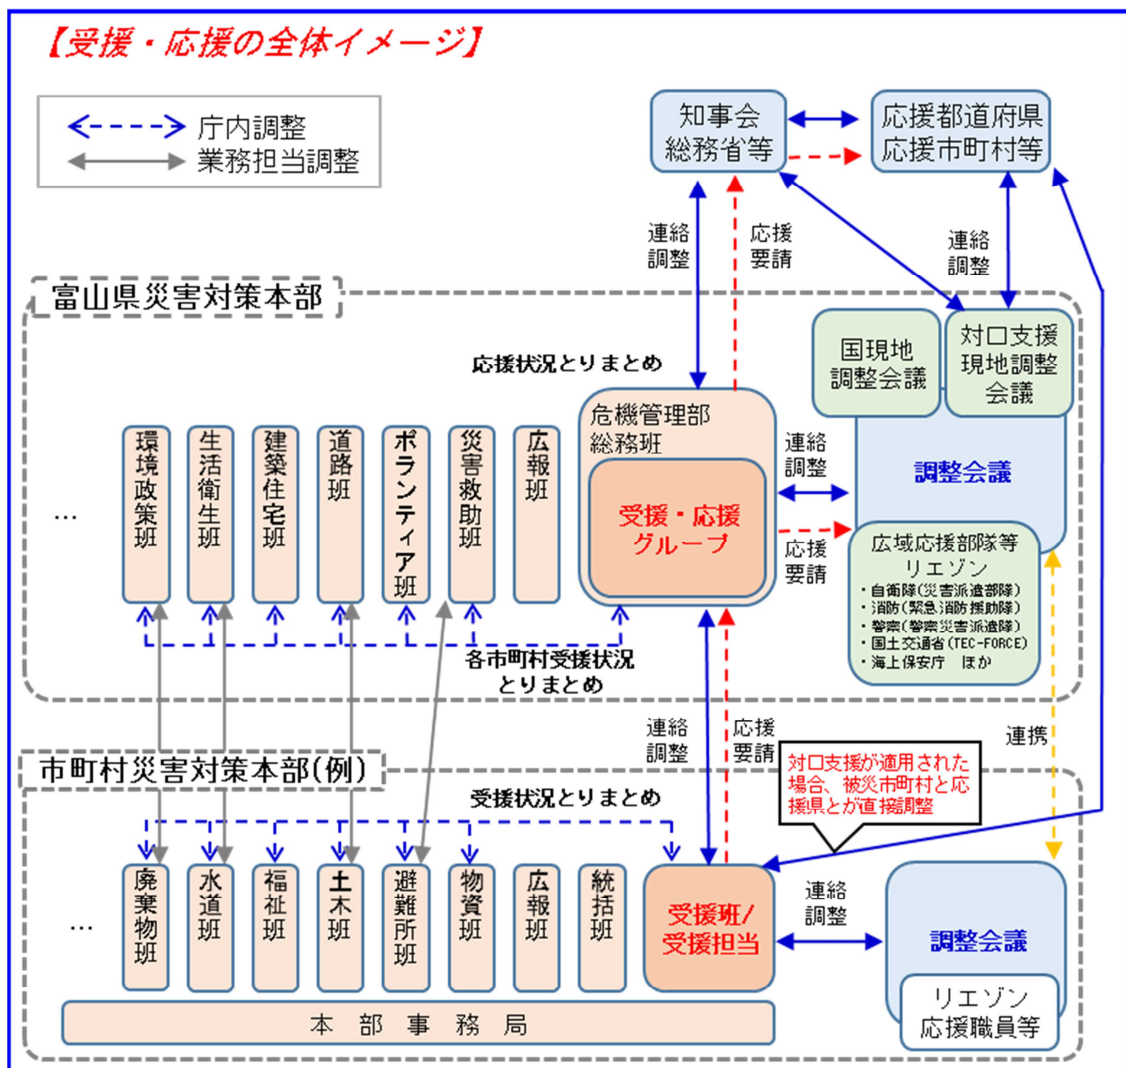 【受援・応援の全体イメージ】
庁内調整
業務担当調整
知事会
総務省等
応援都道府県
応援市町村等
連絡
調整
応援
要請
連絡
調整
富山県災害対策本部
国現地
調整会議
対口支援
現地調整
会議
応援状況とりまとめ
危機管理部
総務班
受援・応援
グループ
連絡
調整
応援
要請
調整会議
…
環境政策班
生活衛生班
建築住宅班
道路班
ボランティア班
災害救助班
広報班
広域応援部隊等
リエゾン
・自衛隊(災害派遣部隊)
・消防(緊急消防援助隊)
・警察(警察災害派遣隊)
・国土交通省(TEC-FORCE)
・海上保安庁　ほか
各市町村受援状況
とりまとめ
連絡
調整
応援
要請
連携
市町村災害対策本部(例)
対口支援が適用された
場合、被災市町村と応
援県とが直接調整
受援状況とりまとめ
…
廃棄物班
水道班
福祉班
土木班
避難所班
物資班
広報班
統括班
受援班/
受援担当
連絡
調整
調整会議
リエゾン
応援職員等
本部事務局